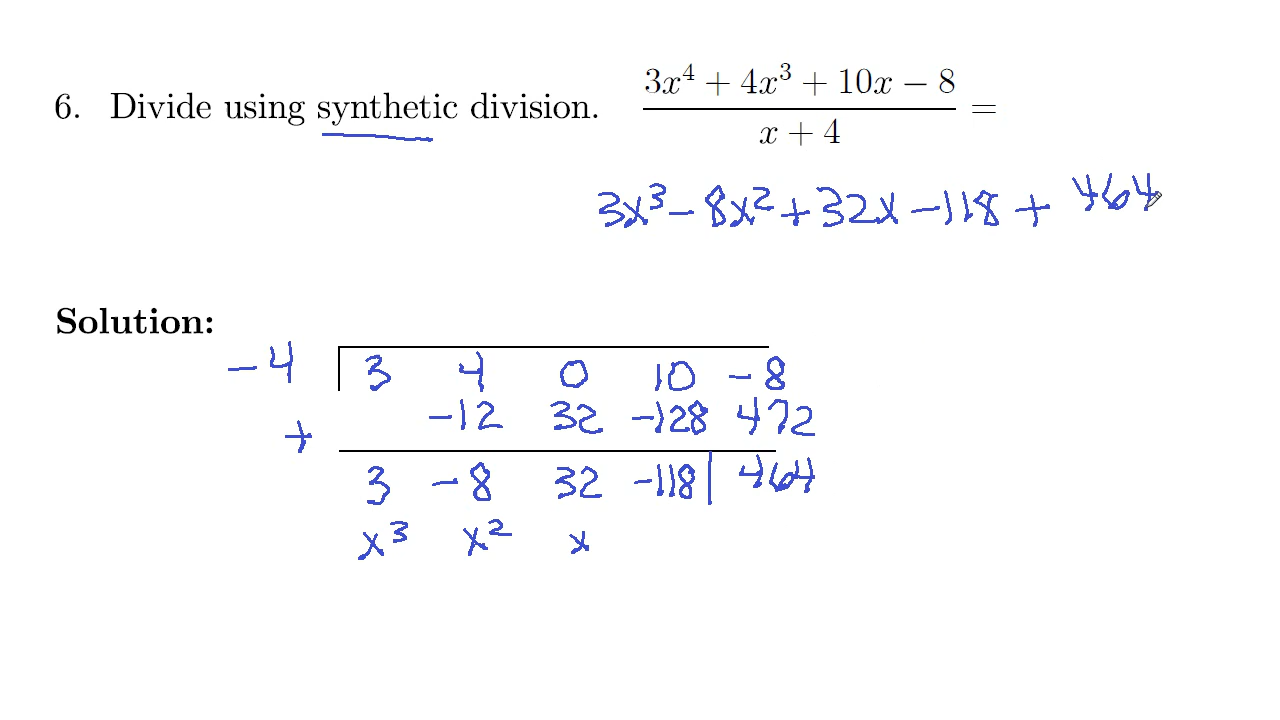 6. Divide using synthetic division. \frac{3x^4 + 4x^3 + 10x − 8}{x + 4} =
3x^3 − 8x^2 + 32x − 118 + 464
Solution:
−4 3 4 0 10 −8
+ −12 32 −128 472
3 −8 32 −118 | 464
x^3 x^2 x